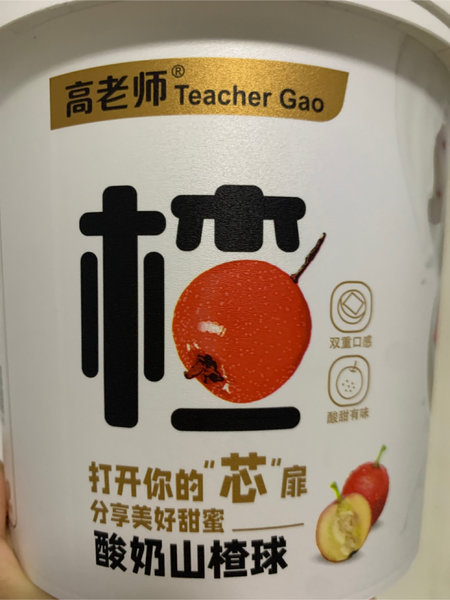 高老师® Teacher Gao
楂
双重口感
酸甜有味
打开你的"芯"扉
分享美好甜蜜
酸奶山楂球